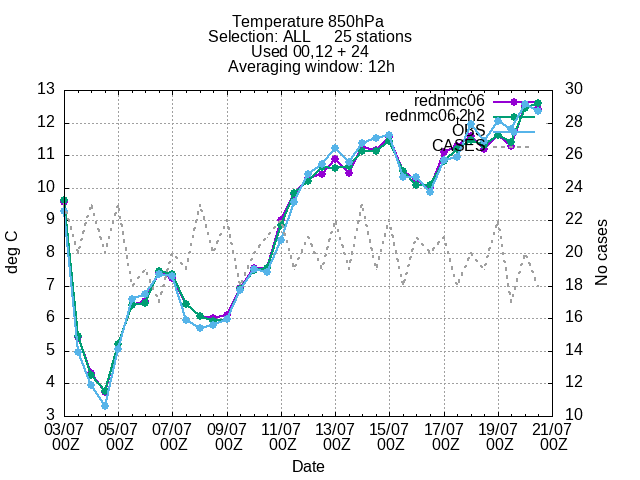 Temperature 850hPa
Selection: ALL 25 stations
Used 00,12 + 24
Averaging window: 12h
rednmc06
rednmc06.2h2
OBS
CASES
13 30
12 28
11 26
10 24
9 22
8 20
7 18
6 16
5 14
4 12
3 10
deg C
No cases
03/07 05/07 07/07 09/07 11/07 13/07 15/07 17/07 19/07 21/07
00Z 00Z 00Z 00Z 00Z 00Z 00Z 00Z 00Z 00Z
Date